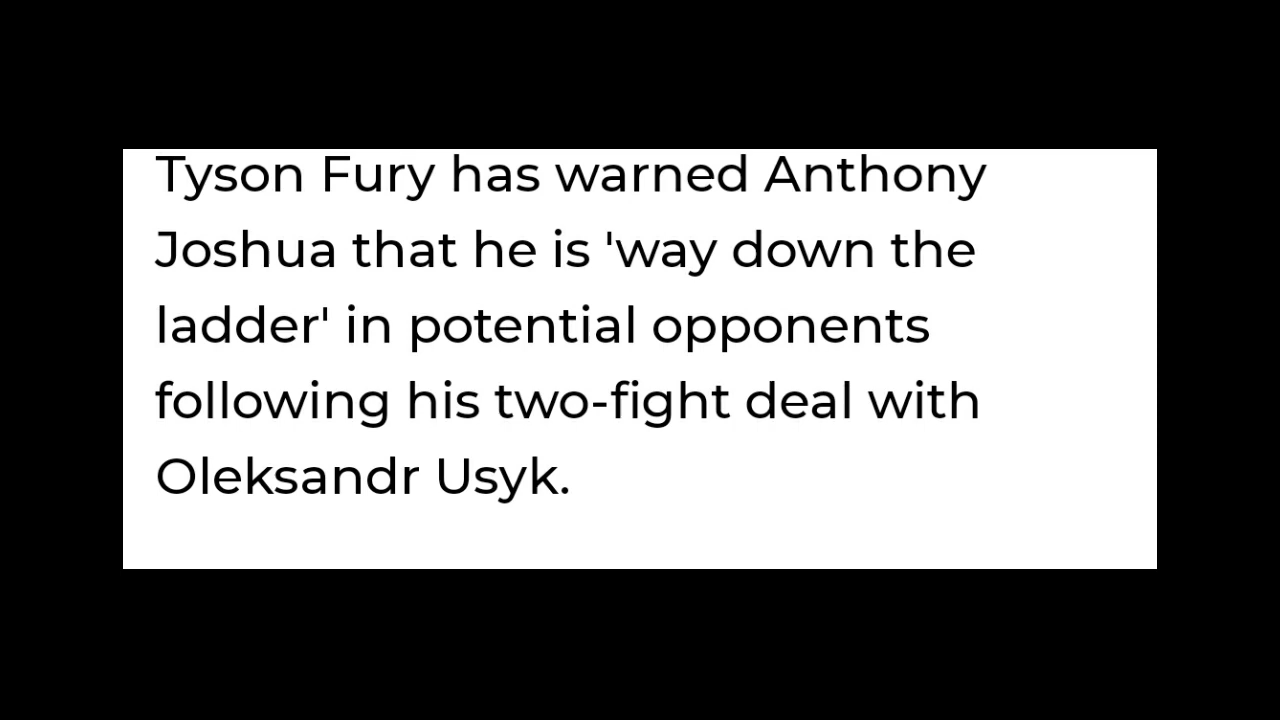 Tyson Fury has warned Anthony
Joshua that he is 'way down the
ladder' in potential opponents
following his two-fight deal with
Oleksandr Usyk.